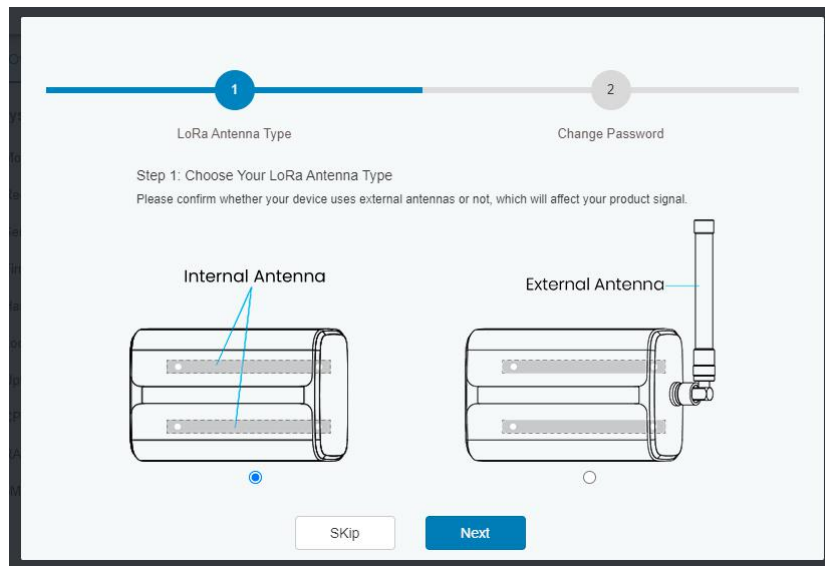 1
2
LoRa Antenna Type
Change Password
Step 1: Choose Your LoRa Antenna Type
Please confirm whether your device uses external antennas or not, which will affect your product signal.
Internal Antenna
External Antenna
SKip
Next